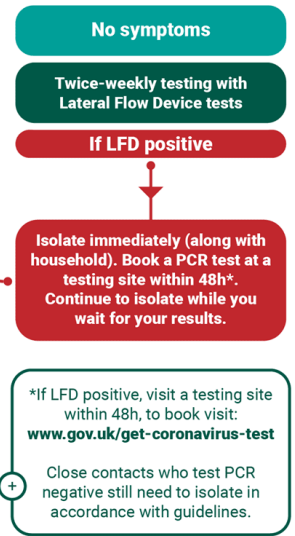 No symptoms
Twice-weekly testing with
Lateral Flow Device tests
If LFD positive
Isolate immediately (along with
household). Book a PCR test at a
testing site within 48h*.
Continue to isolate while you
wait for your results.
*If LFD positive, visit a testing site
within 48h, to book visit:
www.gov.uk/get-coronavirus-test
Close contacts who test PCR
negative still need to isolate in
accordance with guidelines.
+